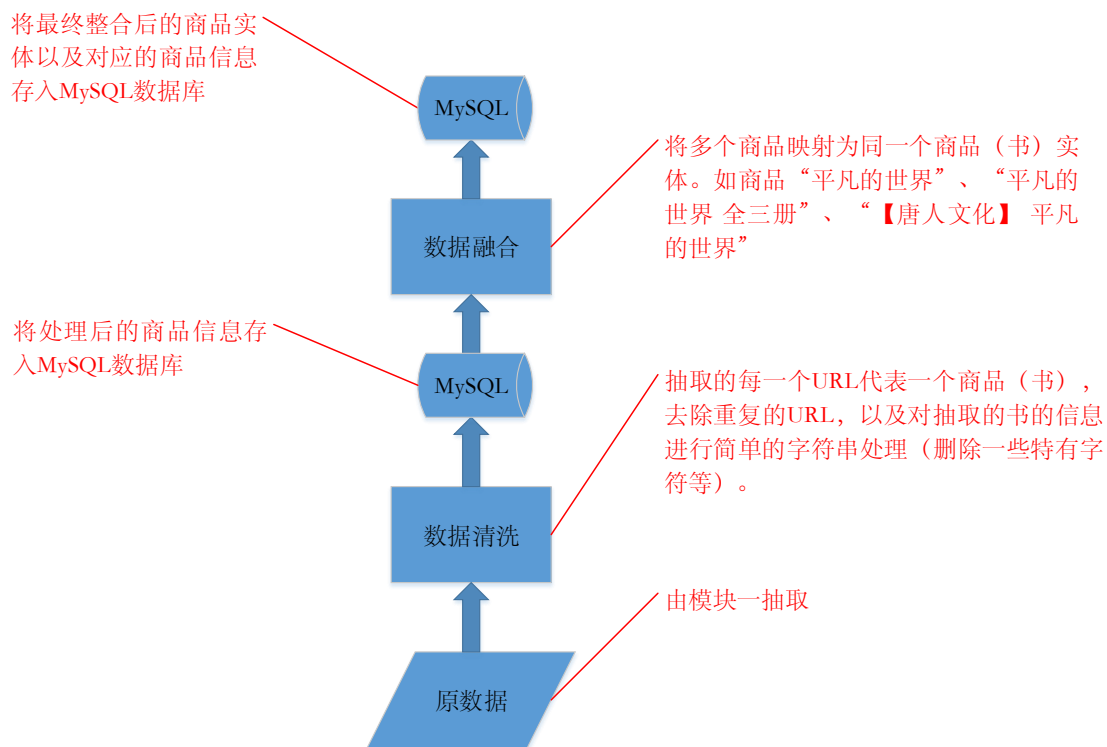 将最终整合后的商品实
体以及对应的商品信息
存入MySQL数据库
MySQL
将多个商品映射为同一个商品（书）实
体。如商品“平凡的世界”、“平凡的
世界 全三册”、“【唐人文化】 平凡
的世界”
数据融合
将处理后的商品信息存
入MySQL数据库
MySQL
抽取的每一个URL代表一个商品（书），
去除重复的URL，以及对抽取的书的信息
进行简单的字符串处理（删除一些特有字
符等）。
数据清洗
由模块一抽取
原数据